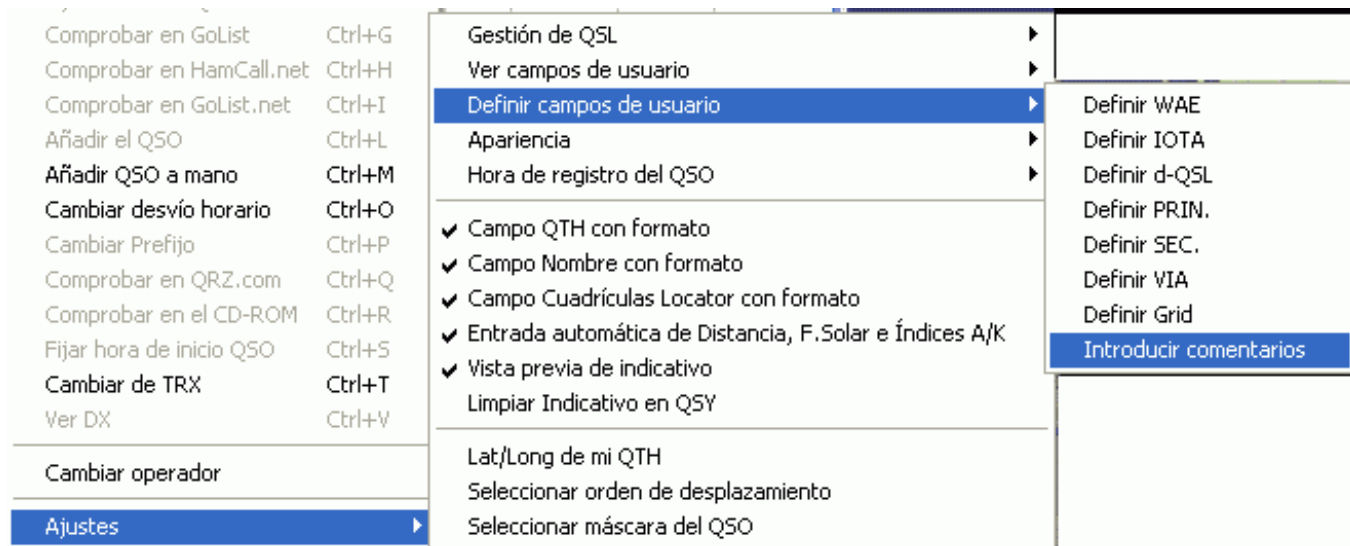 Comprobar en GoList Ctrl+G
Comprobar en HamCall.net Ctrl+H
Comprobar en GoList.net Ctrl+I
Añadir el QSO Ctrl+L
Añadir QSO a mano Ctrl+M
Cambiar desvío horario Ctrl+O
Cambiar Prefijo Ctrl+P
Comprobar en QRZ.com Ctrl+Q
Comprobar en el CD-ROM Ctrl+R
Fijar hora de inicio QSO Ctrl+S
Cambiar de TRX Ctrl+T
Ver DX Ctrl+V
Cambiar operador
Ajustes
Gestión de QSL
Ver campos de usuario
Definir campos de usuario
Apariencia
Hora de registro del QSO
Campo QTH con formato
Campo Nombre con formato
Campo Cuadrículas Locator con formato
Entrada automática de Distancia, F.Solar e Índices A/K
Vista previa de indicativo
Limpiar Indicativo en QSY
Lat/Long de mi QTH
Seleccionar orden de desplazamiento
Seleccionar máscara del QSO
Definir WAE
Definir IOTA
Definir d-QSL
Definir PRIN.
Definir SEC.
Definir VIA
Definir Grid
Introducir comentarios